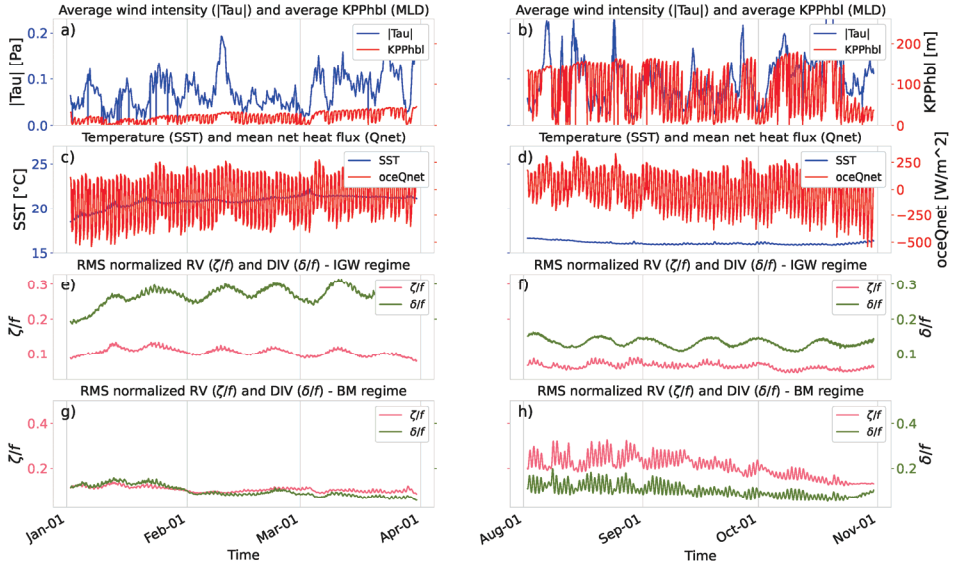 Average wind intensity (|Tau|) and average KPPhbl (MLD)
a)
|Tau|
KPPhbl
|Tau| [Pa]
0.2
0.1
0.0
Average wind intensity (|Tau|) and average KPPhbl (MLD)
b)
|Tau|
KPPhbl
200
100
0
KPPhbl [m]
Temperature (SST) and mean net heat flux (Qnet)
c)
SST
oceQnet
SST [°C]
25
20
15
Temperature (SST) and mean net heat flux (Qnet)
d)
SST
oceQnet
250
0
−250
−500
oceQnet [W/m^2]
RMS normalized RV (ζ/f) and DIV (δ/f) - IGW regime
e)
ζ/f
δ/f
ζ/f
0.3
0.2
0.1
RMS normalized RV (ζ/f) and DIV (δ/f) - IGW regime
f)
ζ/f
δ/f
0.3
0.2
0.1
δ/f
RMS normalized RV (ζ/f) and DIV (δ/f) - BM regime
g)
ζ/f
δ/f
ζ/f
0.4
0.2
Jan-01
Feb-01
Mar-01
Apr-01
Time
RMS normalized RV (ζ/f) and DIV (δ/f) - BM regime
h)
ζ/f
δ/f
0.4
0.2
δ/f
Aug-01
Sep-01
Oct-01
Nov-01
Time